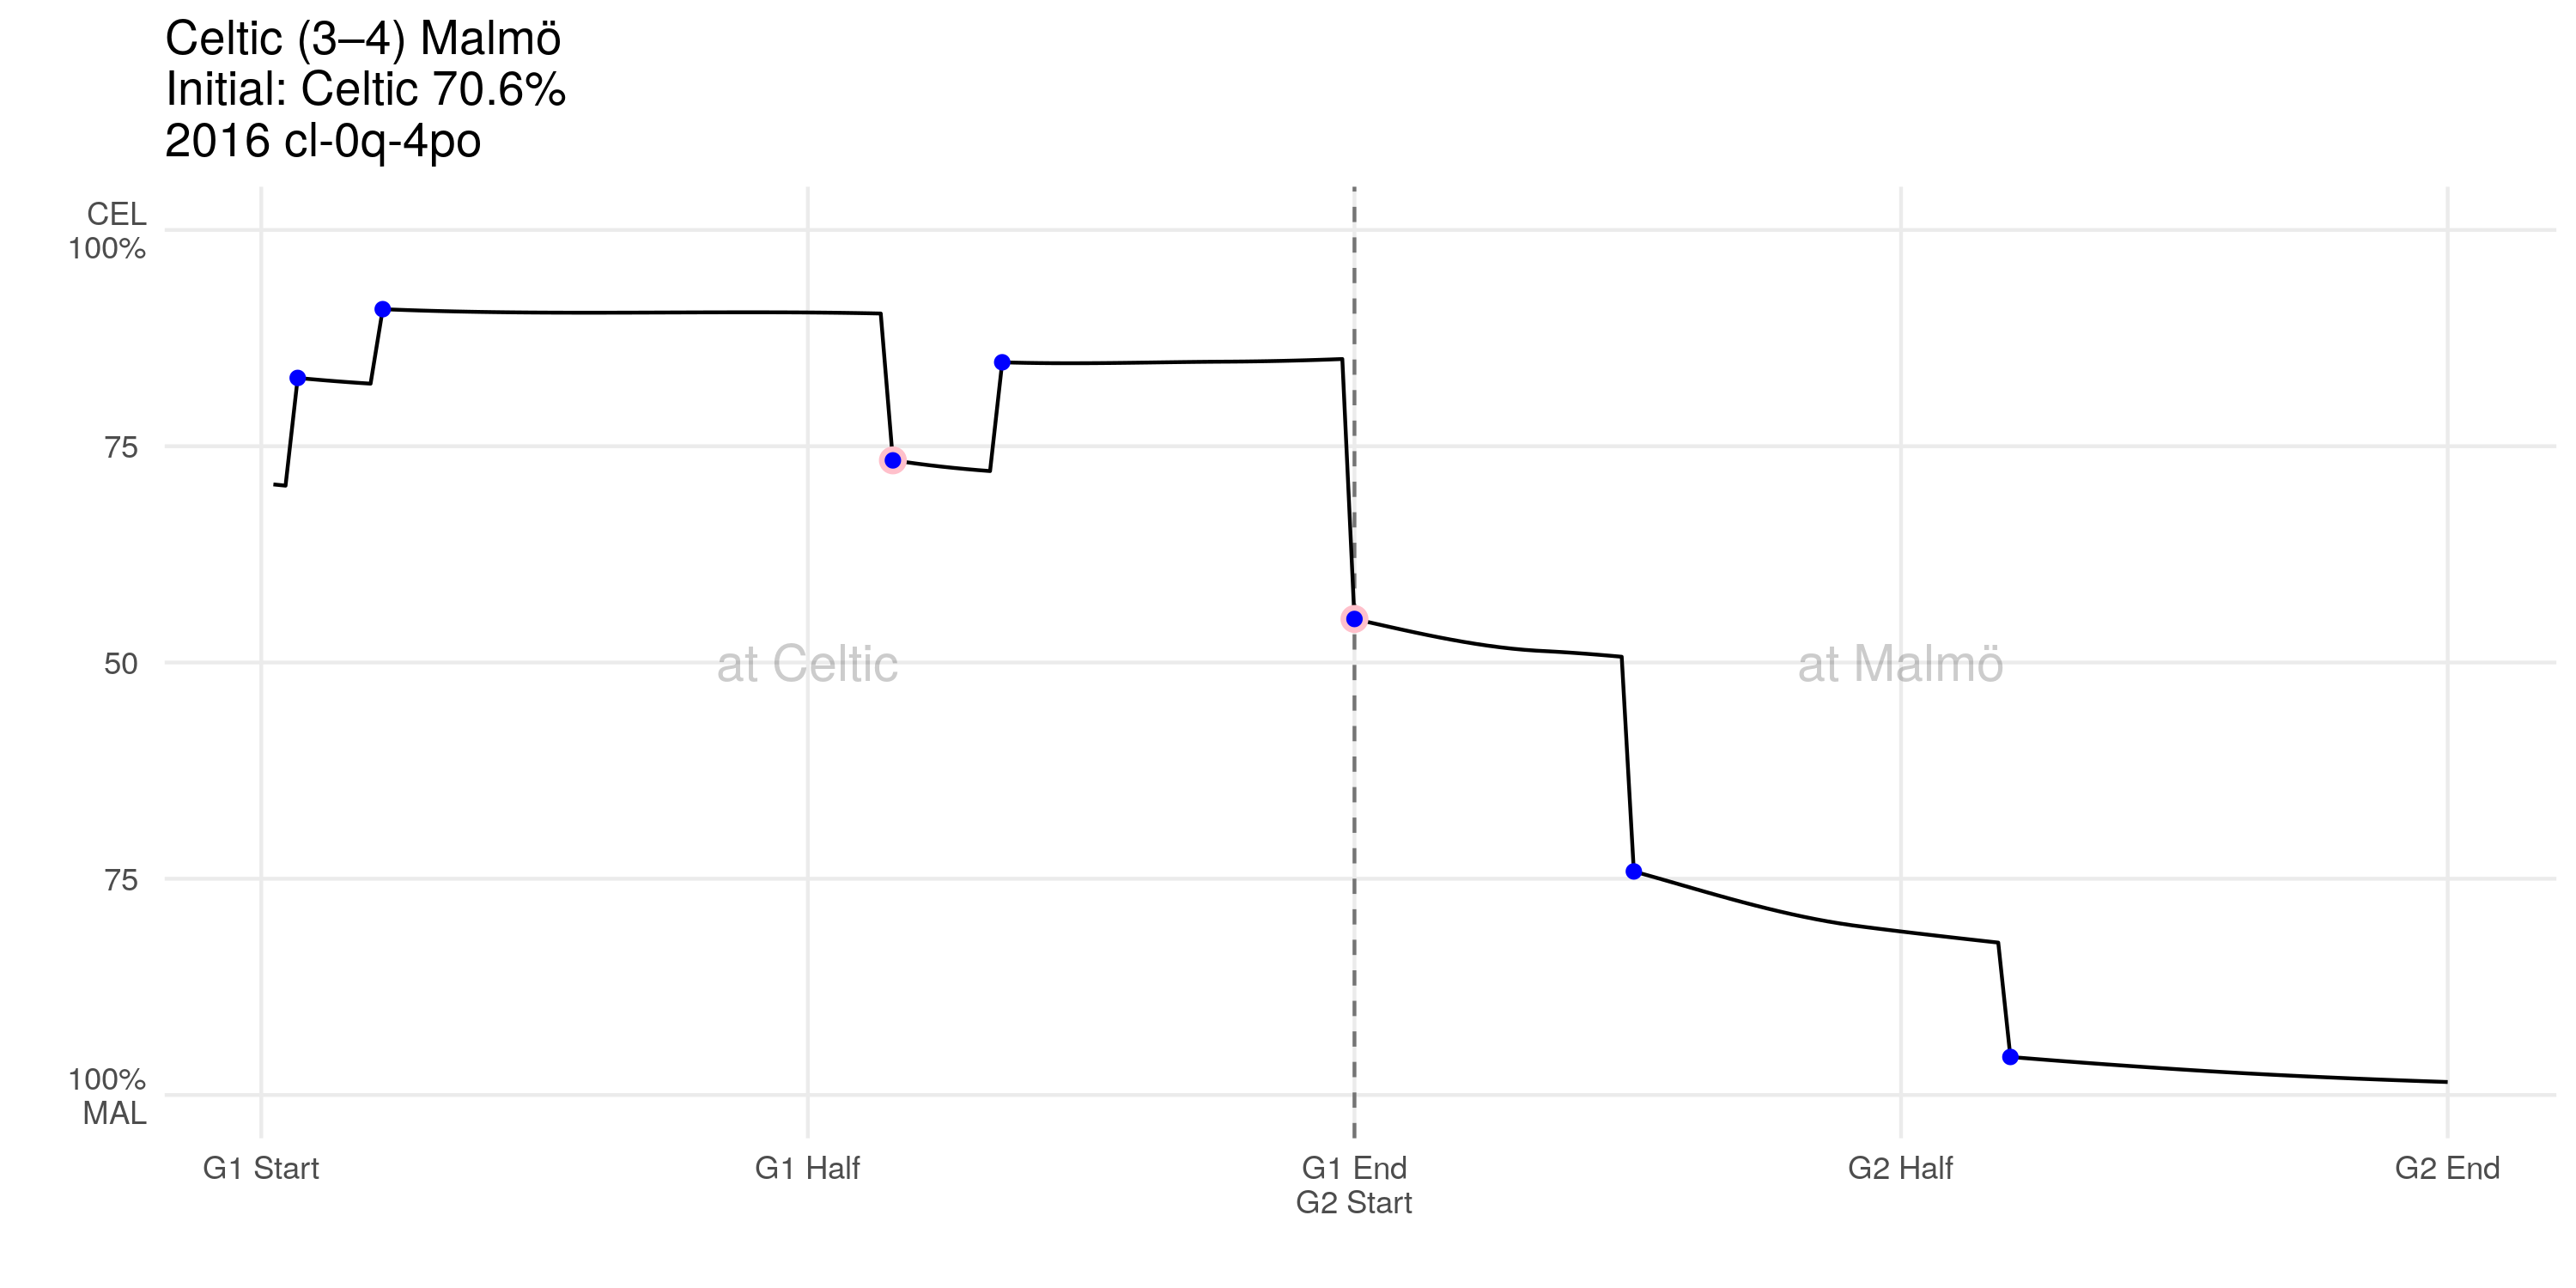 Celtic (3–4) Malmö
Initial: Celtic 70.6%
2016 cl-0q-4po
CEL
100%
75
50
75
100%
MAL
at Celtic
at Malmö
G1 Start
G1 Half
G1 End
G2 Start
G2 Half
G2 End